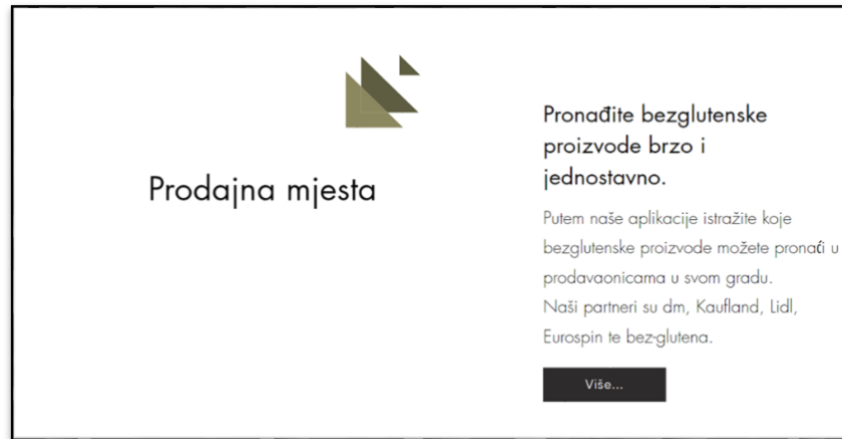 Prodajna mjesta
Pronađite bezglutenske
proizvode brzo i
jednostavno.
Putem naše aplikacije istražite koje
bezglutenske proizvode možete pronaći u
prodavaonicama u svom gradu.
Naši partneri su dm, Kaufland, Lidl,
Eurospin te bez-glutena.
Više...